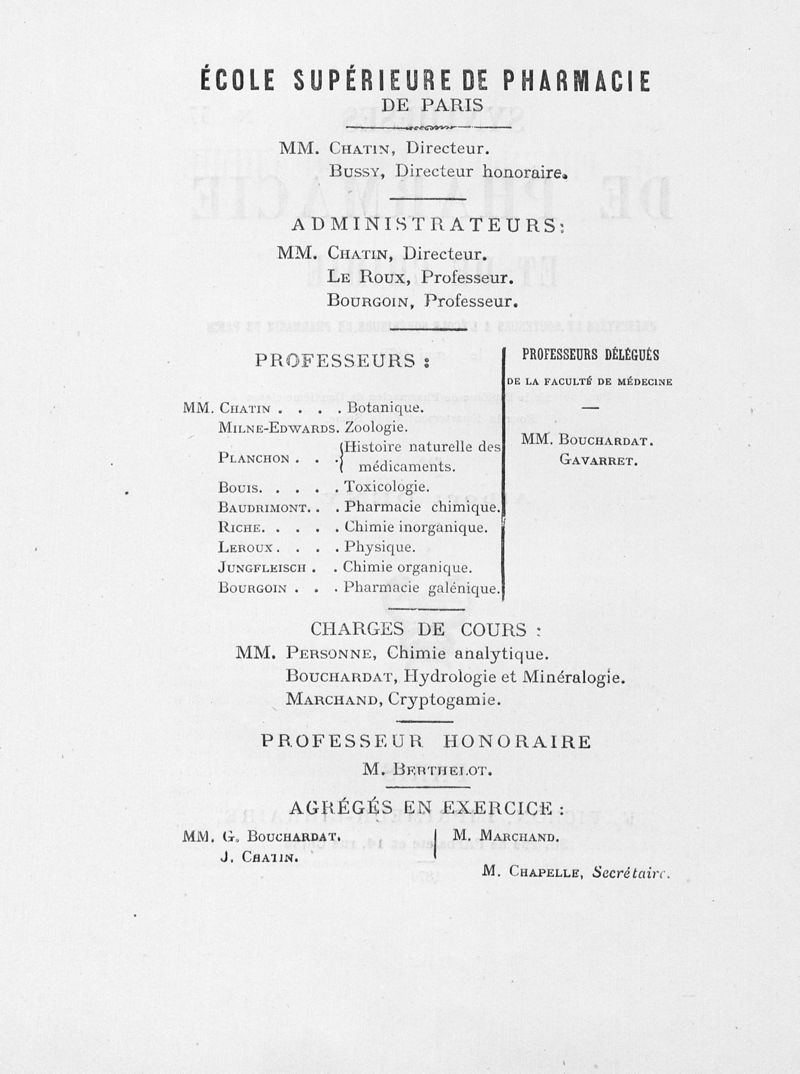 ÉCOLE SUPÉRIEURE DE PHARMACIE
DE PARIS
MM. CHATIN, Directeur.
BUSSY, Directeur honoraire.
ADMINISTRATEURS:
MM. CHATIN, Directeur.
LE ROUX, Professeur.
BOURGOIN, Professeur.
PROFESSEURS :
MM. CHATIN . . . . Botanique.
MILNE-EDWARDS. Zoologie.
PLANCHON . . . Histoire naturelle des
médicaments.
BOUIS. . . . . Toxicologie.
BAUDRIMONT. . . Pharmacie chimique.
RICHE. . . . . Chimie inorganique.
LEROUX . . . . Physique.
JUNGFLEISCH . . Chimie organique.
BOURGOIN . . . Pharmacie galénique.
PROFESSEURS DÉLÉGUÉS
DE LA FACULTÉ DE MÉDECINE
—
MM. BOUCHARDAT.
GAVARRET.
CHARGES DE COURS :
MM. PERSONNE, Chimie analytique.
BOUCHARDAT, Hydrologie et Minéralogie.
MARCHAND, Cryptogamie.
PROFESSEUR HONORAIRE
M. BERTHELOT.
AGRÉGÉS EN EXERCICE :
MM. G. BOUCHARDAT.
J. CHATIN.
M. MARCHAND.
M. CHAPELLE, Secrétaire.